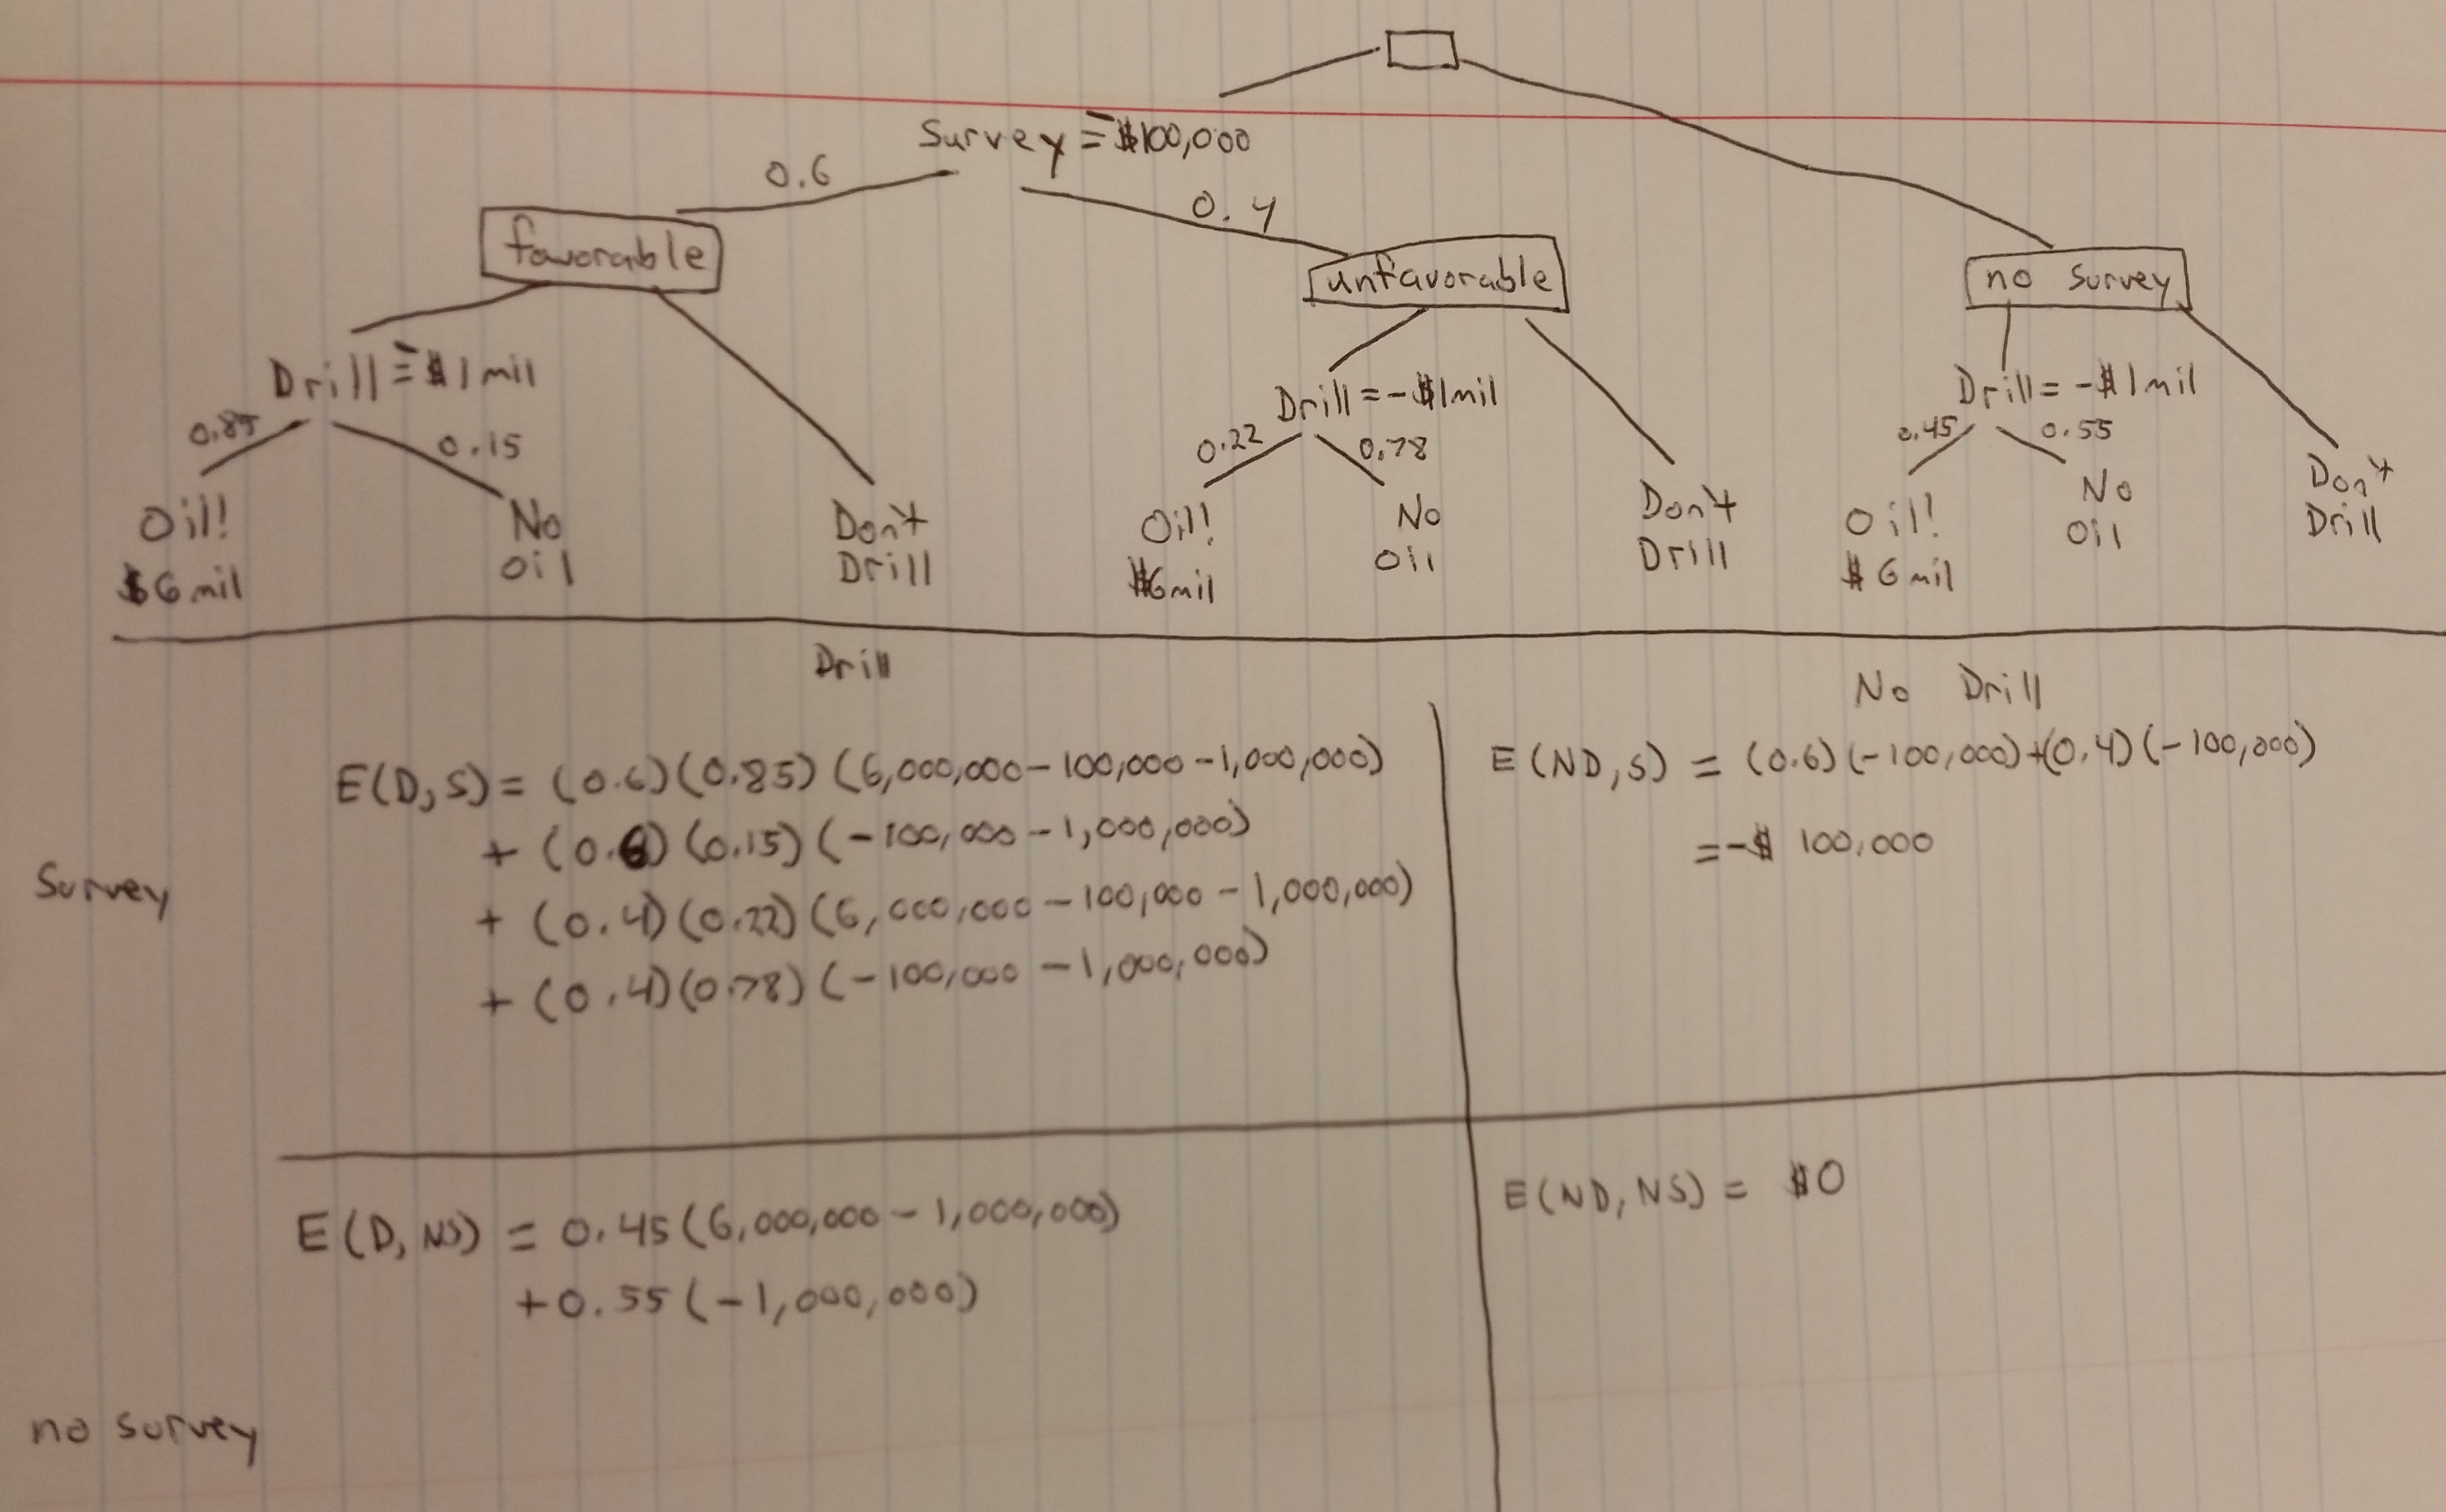 Survey = -$100,000
0.6
0.4
favorable
unfavorable
no survey
Drill = -$1 mil
Drill = -$1mil
Drill = -$1mil
0.85
0.15
0.22
0.78
0.45
0.55
Oil!
$6 mil
No
Oil
Don't
Drill
Oil!
$6mil
No
Oil
Don't
Drill
Oil!
$6 mil
No
Oil
Don't
Drill
Drill
No Drill
Survey
E(D,S) = (0.6)(0.85)(6,000,000-100,000-1,000,000)
+ (0.6)(0.15)(-100,000-1,000,000)
+ (0.4)(0.22)(6,000,000-100,000-1,000,000)
+ (0.4)(0.78)(-100,000-1,000,000)
E(ND,S) = (0.6)(-100,000)+(0.4)(-100,000)
= -$ 100,000
no survey
E(D,NS) = 0.45(6,000,000-1,000,000)
+0.55(-1,000,000)
E(ND,NS) = $0